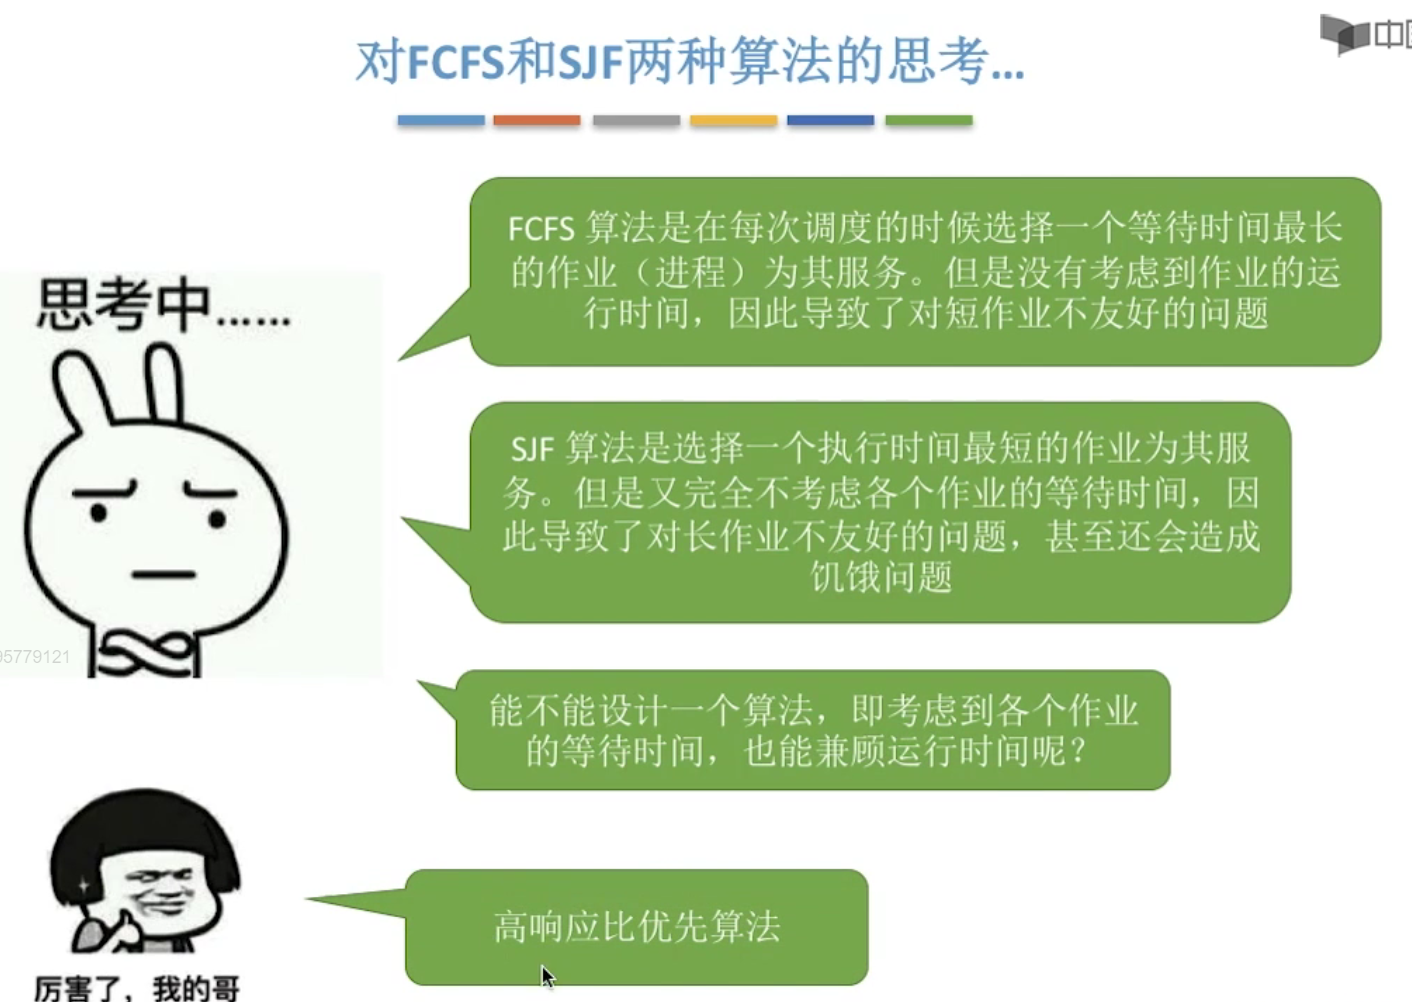 对FCFS和SJF两种算法的思考...
FCFS 算法是在每次调度的时候选择一个等待时间最长
的作业（进程）为其服务。但是没有考虑到作业的运
行时间，因此导致了对短作业不友好的问题
思考中......
SJF 算法是选择一个执行时间最短的作业为其服
务。但是又完全不考虑各个作业的等待时间，因
此导致了对长作业不友好的问题，甚至还会造成
饥饿问题
95779121
能不能设计一个算法，即考虑到各个作业
的等待时间，也能兼顾运行时间呢？
高响应比优先算法
厉害了，我的哥